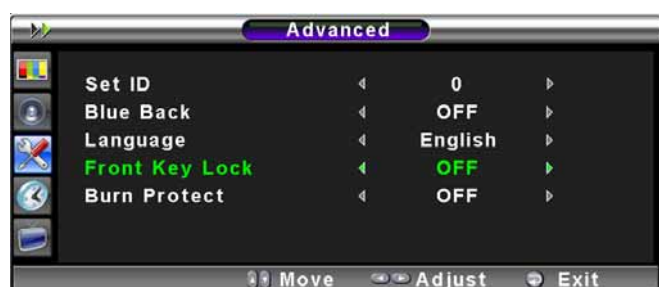 Advanced
Set ID 0
Blue Back OFF
Language English
Front Key Lock OFF
Burn Protect OFF
Move Adjust Exit